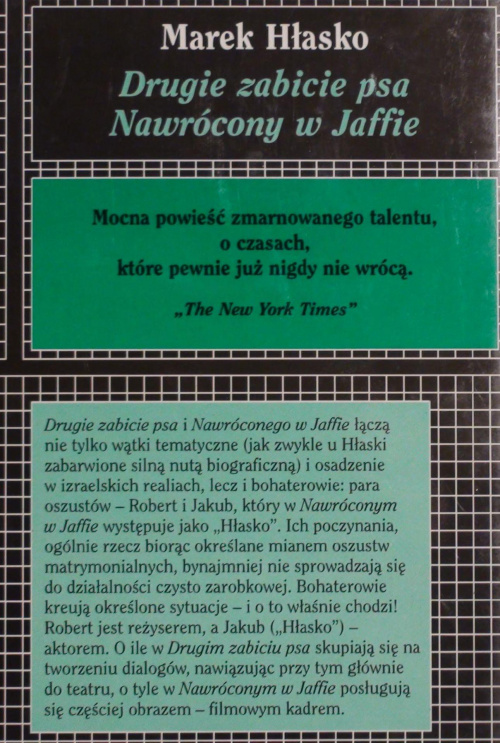 Marek Hłasko
Drugie zabicie psa
Nawrócony w Jaffie
Mocna powieść zmarnowanego talentu,
o czasach,
które pewnie już nigdy nie wrócą.
„The New York Times”
Drugie zabicie psa i Nawróconego w Jaffie łączą
nie tylko wątki tematyczne (jak zwykle u Hłaski
zabarwione silną nutą biograficzną) i osadzenie
w izraelskich realiach, lecz i bohaterowie: para
oszustów – Robert i Jakub, który w Nawróconym
w Jaffie występuje jako „Hłasko”. Ich poczynania,
ogólnie rzecz biorąc określane mianem oszustw
matrymonialnych, bynajmniej nie sprowadzają się
do działalności czysto zarobkowej. Bohaterowie
kreują określone sytuacje – i o to właśnie chodzi!
Robert jest reżyserem, a Jakub („Hłasko”) –
aktorem. O ile w Drugim zabiciu psa skupiają się na
tworzeniu dialogów, nawiązując przy tym głównie
do teatru, o tyle w Nawróconym w Jaffie posługują
się częściej obrazem – filmowym kadrem.